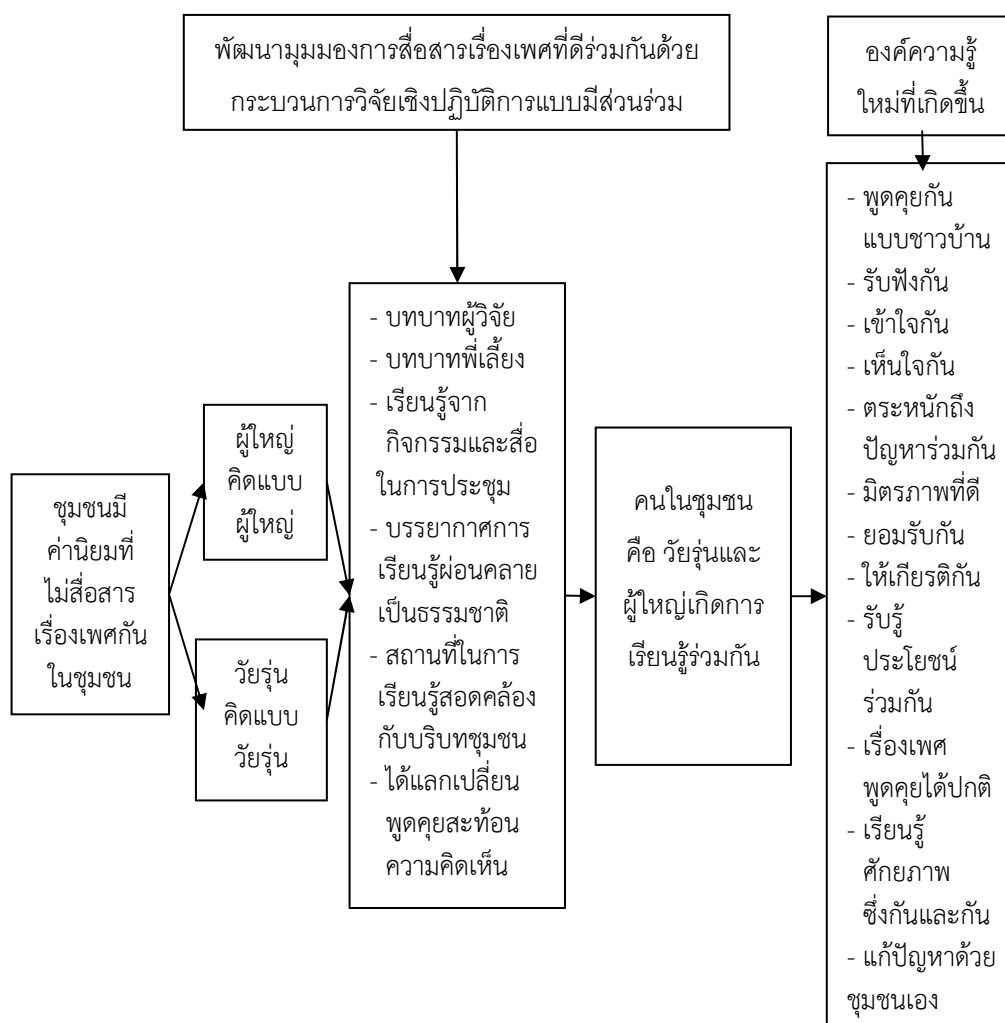 พัฒนามุมมองการสื่อสารเรื่องเพศที่ดีร่วมกันด้วย
กระบวนการวิจัยเชิงปฏิบัติการแบบมีส่วนร่วม
องค์ความรู้
ใหม่ที่เกิดขึ้น
ชุมชนมี
ค่านิยมที่
ไม่สื่อสาร
เรื่องเพศกัน
ในชุมชน
ผู้ใหญ่
คิดแบบ
ผู้ใหญ่
วัยรุ่น
คิดแบบ
วัยรุ่น
- บทบาทผู้วิจัย
- บทบาทพี่เลี้ยง
- เรียนรู้จาก
กิจกรรมและสื่อ
ในการประชุม
- บรรยากาศการ
เรียนรู้ผ่อนคลาย
เป็นธรรมชาติ
- สถานที่ในการ
เรียนรู้สอดคล้อง
กับบริบทชุมชน
- ได้แลกเปลี่ยน
พูดคุยสะท้อน
ความคิดเห็น
คนในชุมชน
คือ วัยรุ่นและ
ผู้ใหญ่เกิดการ
เรียนรู้ร่วมกัน
- พูดคุยกัน
แบบชาวบ้าน
- รับฟังกัน
- เข้าใจกัน
- เห็นใจกัน
- ตระหนักถึง
ปัญหาร่วมกัน
- มิตรภาพที่ดี
- ยอมรับกัน
- ให้เกียรติกัน
- รับรู้
ประโยชน์
ร่วมกัน
- เรื่องเพศ
พูดคุยได้ปกติ
- เรียนรู้
ศักยภาพ
ซึ่งกันและกัน
- แก้ปัญหาด้วย
ชุมชนเอง